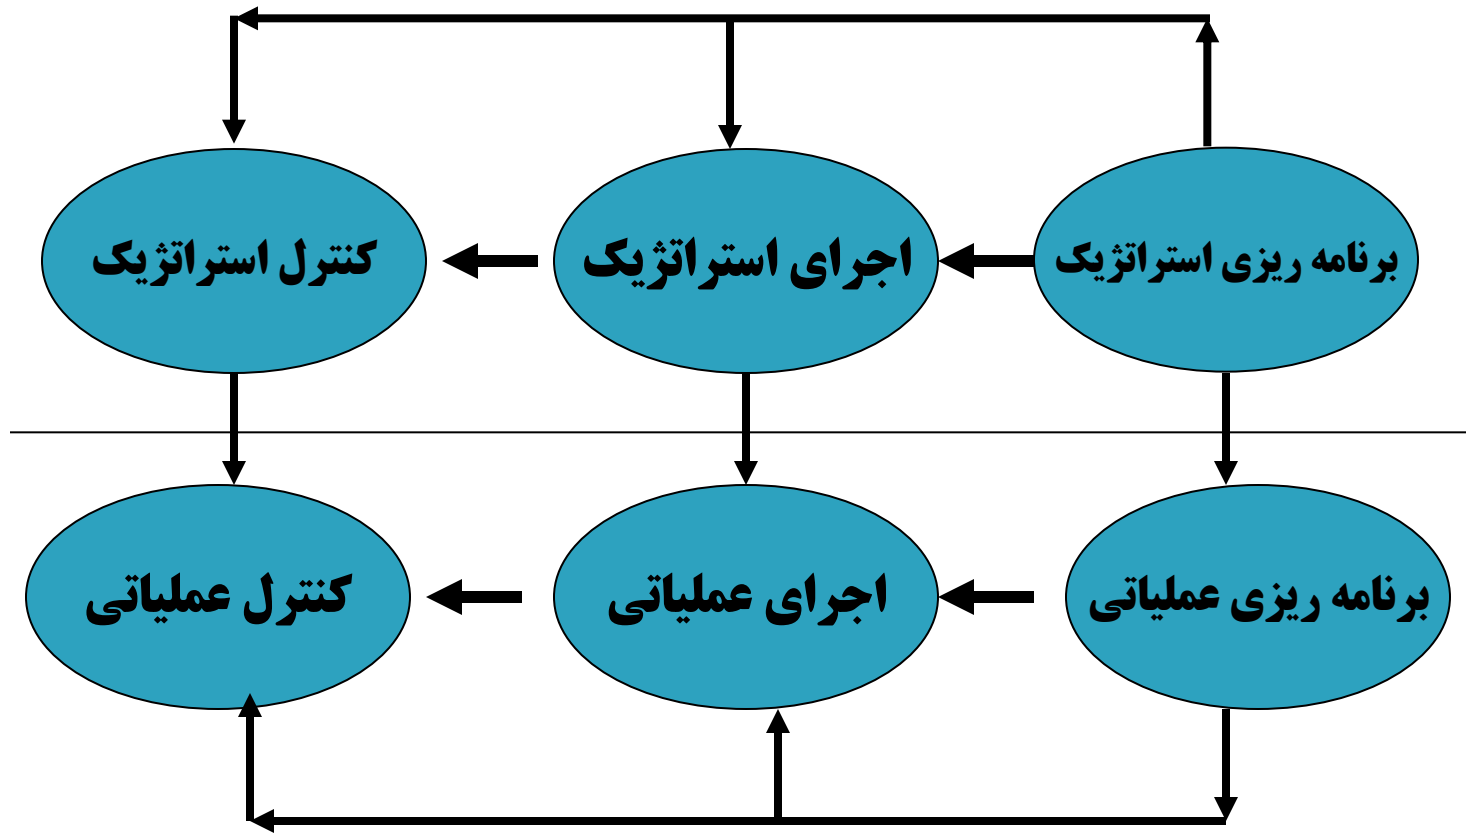 برنامه ریزی استراتژیک
اجرای استراتژیک
کنترل استراتژیک
برنامه ریزی عملیاتی
اجرای عملیاتی
کنترل عملیاتی